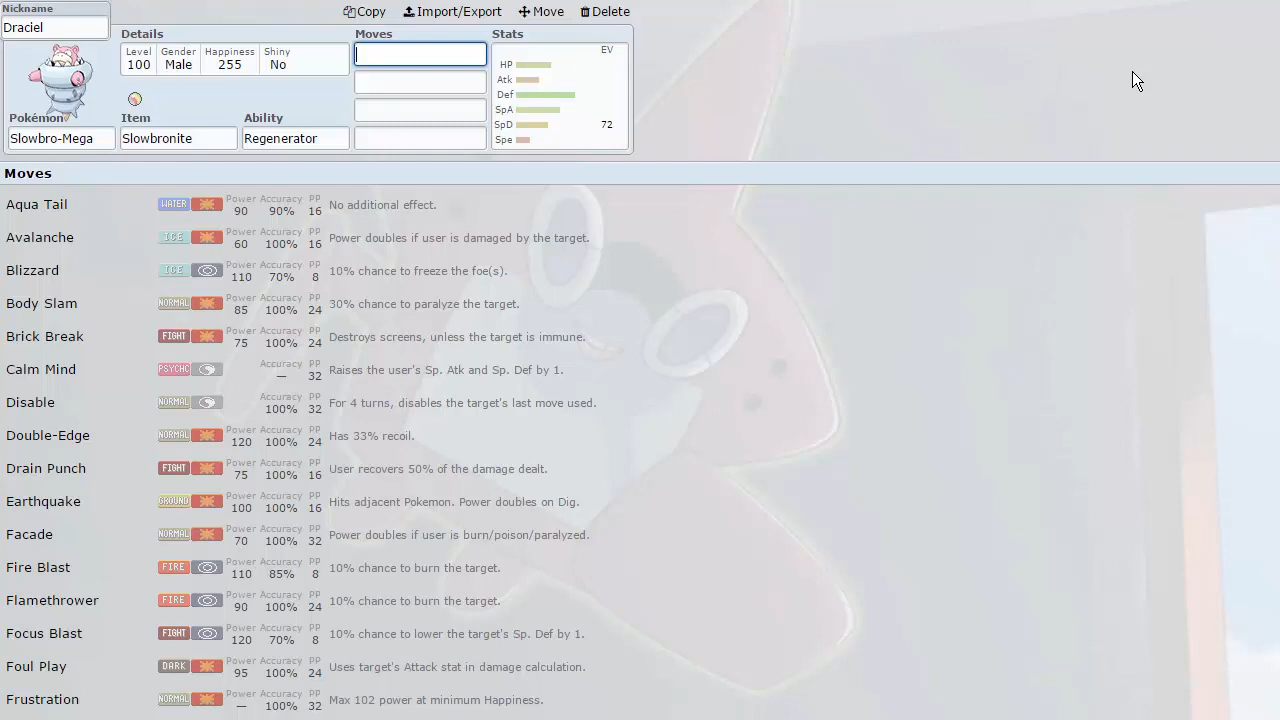 Nickname
Draciel
Copy Import/Export Move Delete
Details
Moves
Stats
Level Gender Happiness Shiny
100 Male 255 No
EV
HP
Atk
Def
SpA
SpD 72
Spe
Pokémon
Item
Ability
Slowbro-Mega
Slowbronite
Regenerator
Moves
Aqua Tail WATER Power 90 Accuracy 90% PP 16 No additional effect.
Avalanche ICE Power 60 Accuracy 100% PP 16 Power doubles if user is damaged by the target.
Blizzard ICE Power 110 Accuracy 70% PP 8 10% chance to freeze the foe(s).
Body Slam NORMAL Power 85 Accuracy 100% PP 24 30% chance to paralyze the target.
Brick Break FIGHT Power 75 Accuracy 100% PP 24 Destroys screens, unless the target is immune.
Calm Mind PSYCHC Accuracy — PP 32 Raises the user's Sp. Atk and Sp. Def by 1.
Disable NORMAL Accuracy 100% PP 32 For 4 turns, disables the target's last move used.
Double-Edge NORMAL Power 120 Accuracy 100% PP 24 Has 33% recoil.
Drain Punch FIGHT Power 75 Accuracy 100% PP 16 User recovers 50% of the damage dealt.
Earthquake GROUND Power 100 Accuracy 100% PP 16 Hits adjacent Pokemon. Power doubles on Dig.
Facade NORMAL Power 70 Accuracy 100% PP 32 Power doubles if user is burn/poison/paralyzed.
Fire Blast FIRE Power 110 Accuracy 85% PP 8 10% chance to burn the target.
Flamethrower FIRE Power 90 Accuracy 100% PP 24 10% chance to burn the target.
Focus Blast FIGHT Power 120 Accuracy 70% PP 8 10% chance to lower the target's Sp. Def by 1.
Foul Play DARK Power 95 Accuracy 100% PP 24 Uses target's Attack stat in damage calculation.
Frustration NORMAL Power — Accuracy 100% PP 32 Max 102 power at minimum Happiness.